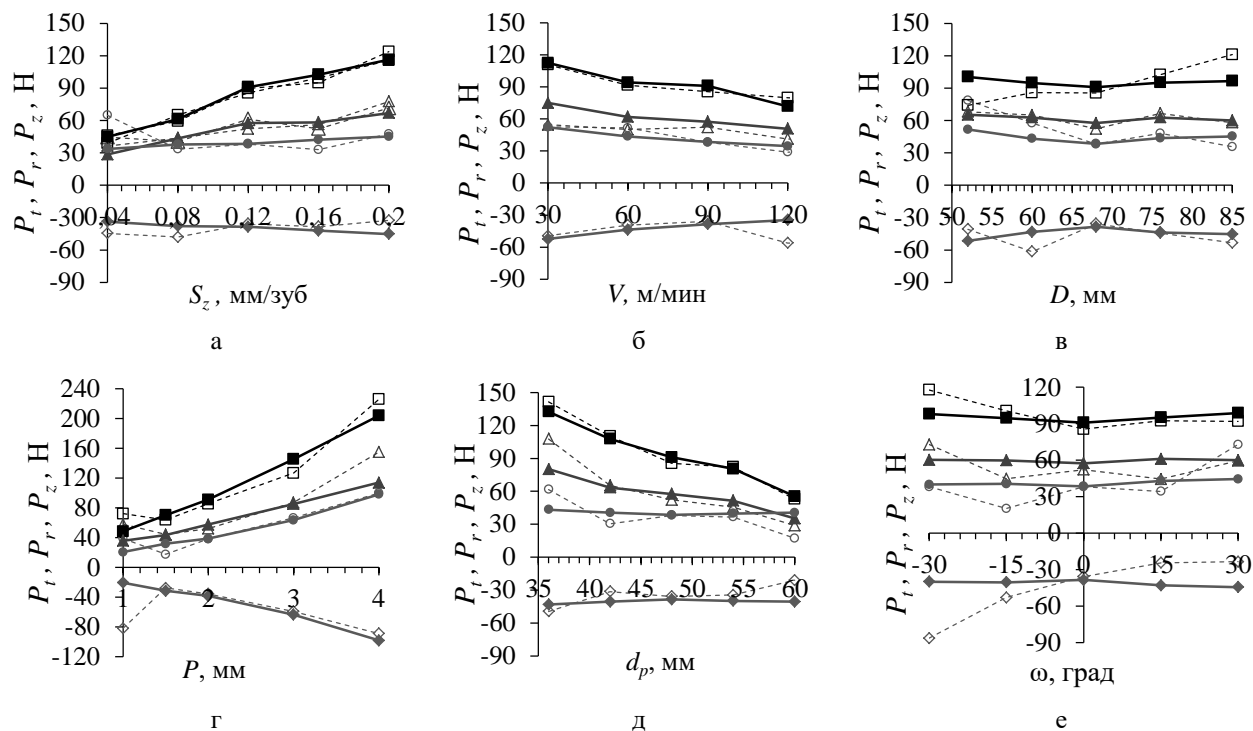 P_t, P_r, P_z, Н
150
120
90
60
30
0
-30
-60
-90
0.04 0.08 0.12 0.16 0.2
S_z, мм/зуб
а
P_t, P_r, P_z, Н
150
120
90
60
30
0
-30
-60
-90
30 60 90 120
V, м/мин
б
P_t, P_r, P_z, Н
150
120
90
60
30
0
-30
-60
-90
50 55 60 65 70 75 80 85
D, мм
в
P_t, P_r, P_z, Н
240
200
160
120
80
40
0
-40
-80
-120
1 2 3 4
P, мм
г
P_t, P_r, P_z, Н
150
120
90
60
30
0
-30
-60
-90
35 40 45 50 55 60
d_p, мм
д
P_t, P_r, P_z, Н
120
90
60
30
0
-30
-60
-90
-30 -15 0 15 30
ω, град
е